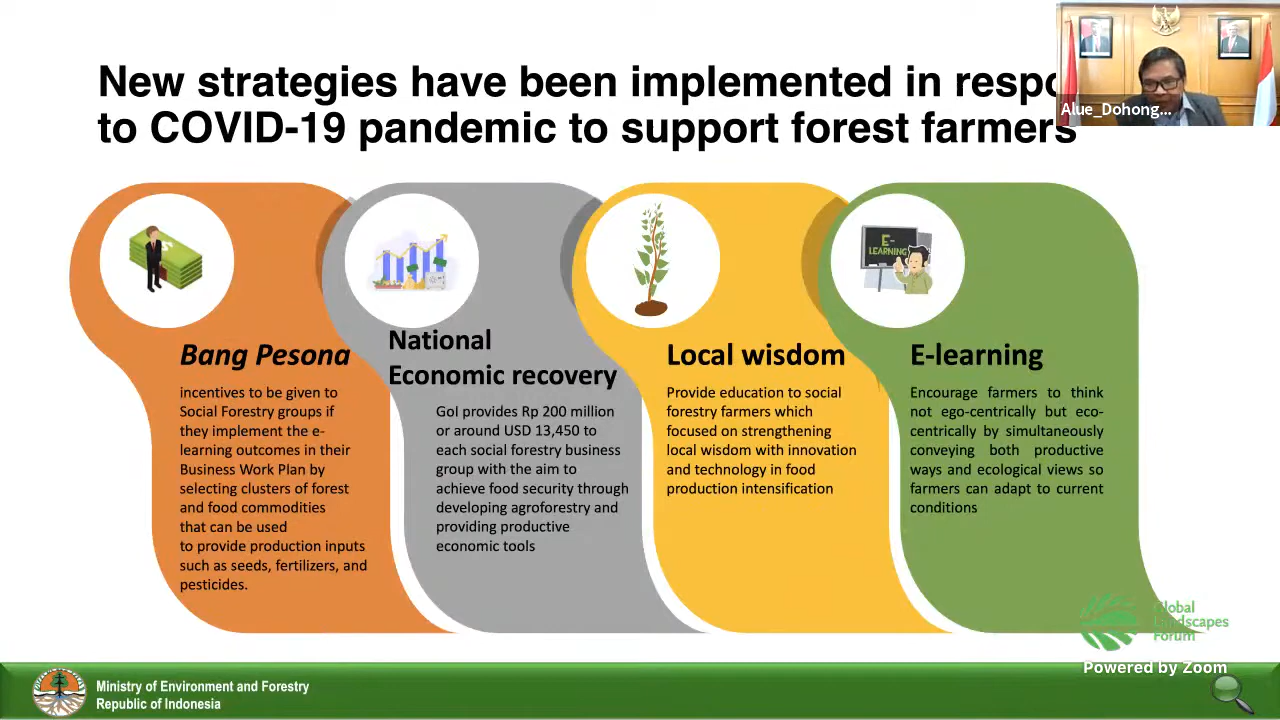 New strategies have been implemented in respo
to COVID-19 pandemic to support forest farmers
Alue_Dohong...
E-
LEARNING
Bang Pesona
incentives to be given to
Social Forestry groups if
they implement the e-
learning outcomes in their
Business Work Plan by
selecting clusters of forest
and food commodities
that can be used
to provide production inputs
such as seeds, fertilizers, and
pesticides.
National
Economic recovery
GoI provides Rp 200 million
or around USD 13,450 to
each social forestry business
group with the aim to
achieve food security through
developing agroforestry and
providing productive
economic tools
Local wisdom
Provide education to social
forestry farmers which
focused on strengthening
local wisdom with innovation
and technology in food
production intensification
E-learning
Encourage farmers to think
not ego-centrically but eco-
centrically by simultaneously
conveying both productive
ways and ecological views so
farmers can adapt to current
conditions
Global
Landscapes
Forum
Powered by Zoom
Ministry of Environment and Forestry
Republic of Indonesia